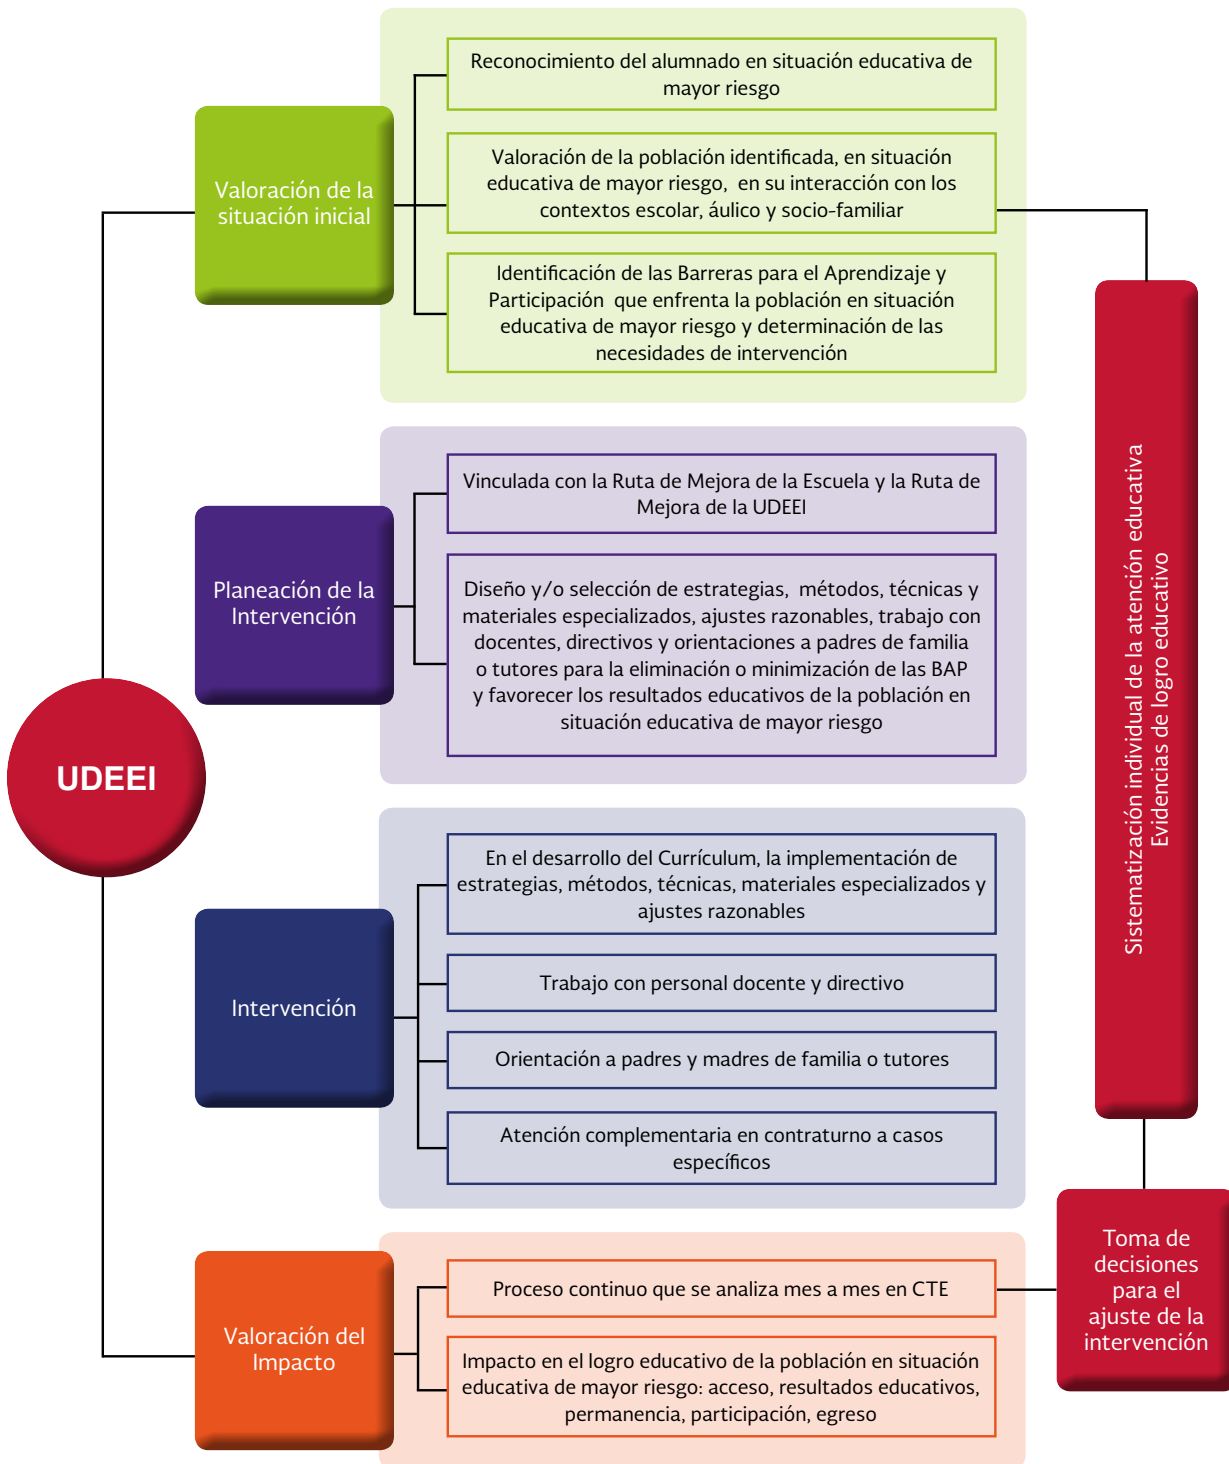 Reconocimiento del alumnado en situación educativa de
mayor riesgo
Valoración de la
situación inicial
Valoración de la población identificada, en situación
educativa de mayor riesgo, en su interacción con los
contextos escolar, áulico y socio-familiar
Identificación de las Barreras para el Aprendizaje y
Participación que enfrenta la población en situación
educativa de mayor riesgo y determinación de las
necesidades de intervención
Vinculada con la Ruta de Mejora de la Escuela y la Ruta de
Mejora de la UDEEI
Planeación de la
Intervención
Diseño y/o selección de estrategias, métodos, técnicas y
materiales especializados, ajustes razonables, trabajo con
docentes, directivos y orientaciones a padres de familia
o tutores para la eliminación o minimización de las BAP
y favorecer los resultados educativos de la población en
situación educativa de mayor riesgo
UDEEI
Sistematización individual de la atención educativa
Evidencias de logro educativo
En el desarrollo del Currículum, la implementación de
estrategias, métodos, técnicas, materiales especializados y
ajustes razonables
Intervención
Trabajo con personal docente y directivo
Orientación a padres y madres de familia o tutores
Atención complementaria en contraturno a casos
específicos
Valoración del
Impacto
Proceso continuo que se analiza mes a mes en CTE
Impacto en el logro educativo de la población en situación
educativa de mayor riesgo: acceso, resultados educativos,
permanencia, participación, egreso
Toma de
decisiones
para el
ajuste de la
intervención